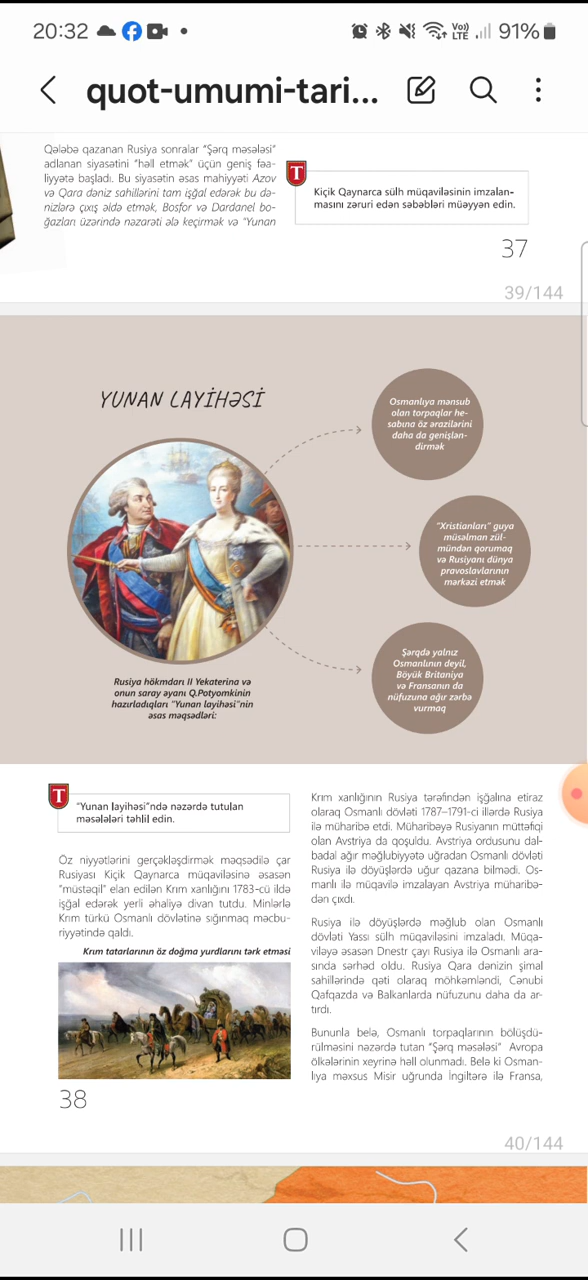 20:32
Vo))
LTE
91%
quot-umumi-tari...
Qələbə qazanan Rusiya sonralar "Şərq məsələsi"
adlanan siyasətini "həll etmək" üçün geniş fəa-
liyyətə başladı. Bu siyasətin əsas mahiyyəti Azov
və Qara dəniz sahillərini tam işğal edərək bu də-
nizlərə çıxış əldə etmək, Bosfor və Dardanel bo-
ğazları üzərində nəzarəti ələ keçirmək və "Yunan
T
Kiçik Qaynarca sülh müqaviləsinin imzalan-
masını zəruri edən səbəbləri müəyyən edin.
37
39/144
YUNAN LAYİHƏSİ
Osmanlıya mənsub
olan torpaqlar he-
sabına öz ərazilərini
daha da genişlən-
dirmək
"Xristianları" guya
müsəlman zül-
mündən qorumaq
və Rusiyanı dünya
pravoslavlarının
mərkəzi etmək
Şərqdə yalnız
Osmanlının deyil,
Böyük Britaniya
və Fransanın da
nüfuzuna ağır zərbə
vurmaq
Rusiya hökmdarı II Yekaterina və
onun saray əyanı Q.Potyomkinin
hazırladıqları "Yunan layihəsi"nin
əsas məqsədləri:
T
"Yunan layihəsi"ndə nəzərdə tutulan
məsələləri təhlil edin.
Öz niyyətlərini gerçəkləşdirmək məqsədilə çar
Rusiyası Kiçik Qaynarca müqaviləsinə əsasən
"müstəqil" elan edilən Krım xanlığını 1783-cü ildə
işğal edərək yerli əhaliyə divan tutdu. Minlərlə
Krım türkü Osmanlı dövlətinə sığınmaq məcbu-
riyyətində qaldı.
Krım tatarlarının öz doğma yurdlarını tərk etməsi
38
Krım xanlığının Rusiya tərəfindən işğalına etiraz
olaraq Osmanlı dövləti 1787–1791-ci illərdə Rusiya
ilə müharibə etdi. Müharibəyə Rusiyanın müttəfiqi
olan Avstriya da qoşuldu. Avstriya ordusunu dal-
badal ağır məğlubiyyətə uğradan Osmanlı dövləti
Rusiya ilə döyüşlərdə uğur qazana bilmədi. Os-
manlı ilə müqavilə imzalayan Avstriya müharibə-
dən çıxdı.
Rusiya ilə döyüşlərdə məğlub olan Osmanlı
dövləti Yassı sülh müqaviləsini imzaladı. Müqa-
viləyə əsasən Dnestr çayı Rusiya ilə Osmanlı ara-
sında sərhəd oldu. Rusiya Qara dənizin şimal
sahillərində qəti olaraq möhkəmləndi, Cənubi
Qafqazda və Balkanlarda nüfuzunu daha da ar-
tırdı.
Bununla belə, Osmanlı torpaqlarının bölüşdü-
rülməsini nəzərdə tutan "Şərq məsələsi" Avropa
ölkələrinin xeyrinə həll olunmadı. Belə ki Osman-
lıya məxsus Misir uğrunda İngiltərə ilə Fransa,
40/144